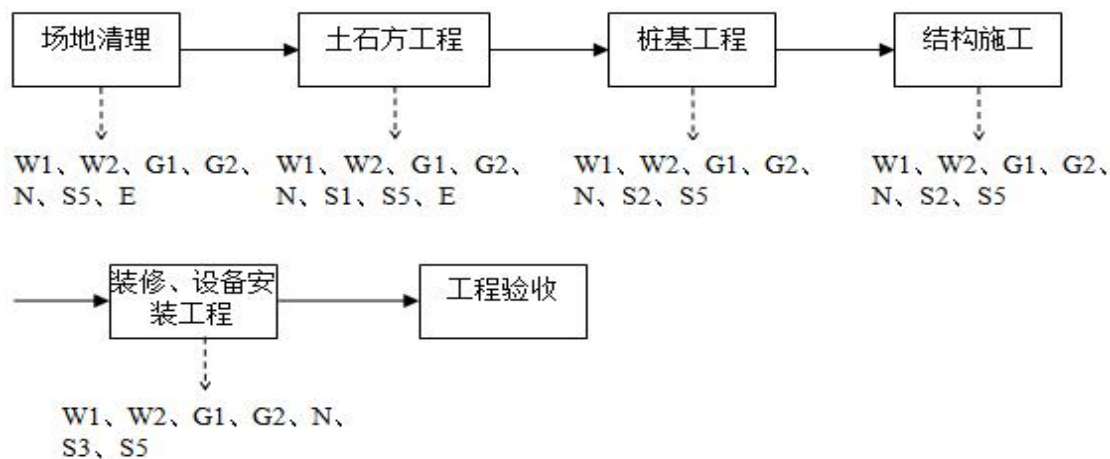 场地清理
土石方工程
桩基工程
结构施工
W1、W2、G1、G2、
N、S5、E
W1、W2、G1、G2、
N、S1、S5、E
W1、W2、G1、G2、
N、S2、S5
W1、W2、G1、G2、
N、S2、S5
装修、设备安
装工程
工程验收
W1、W2、G1、G2、N、
S3、S5